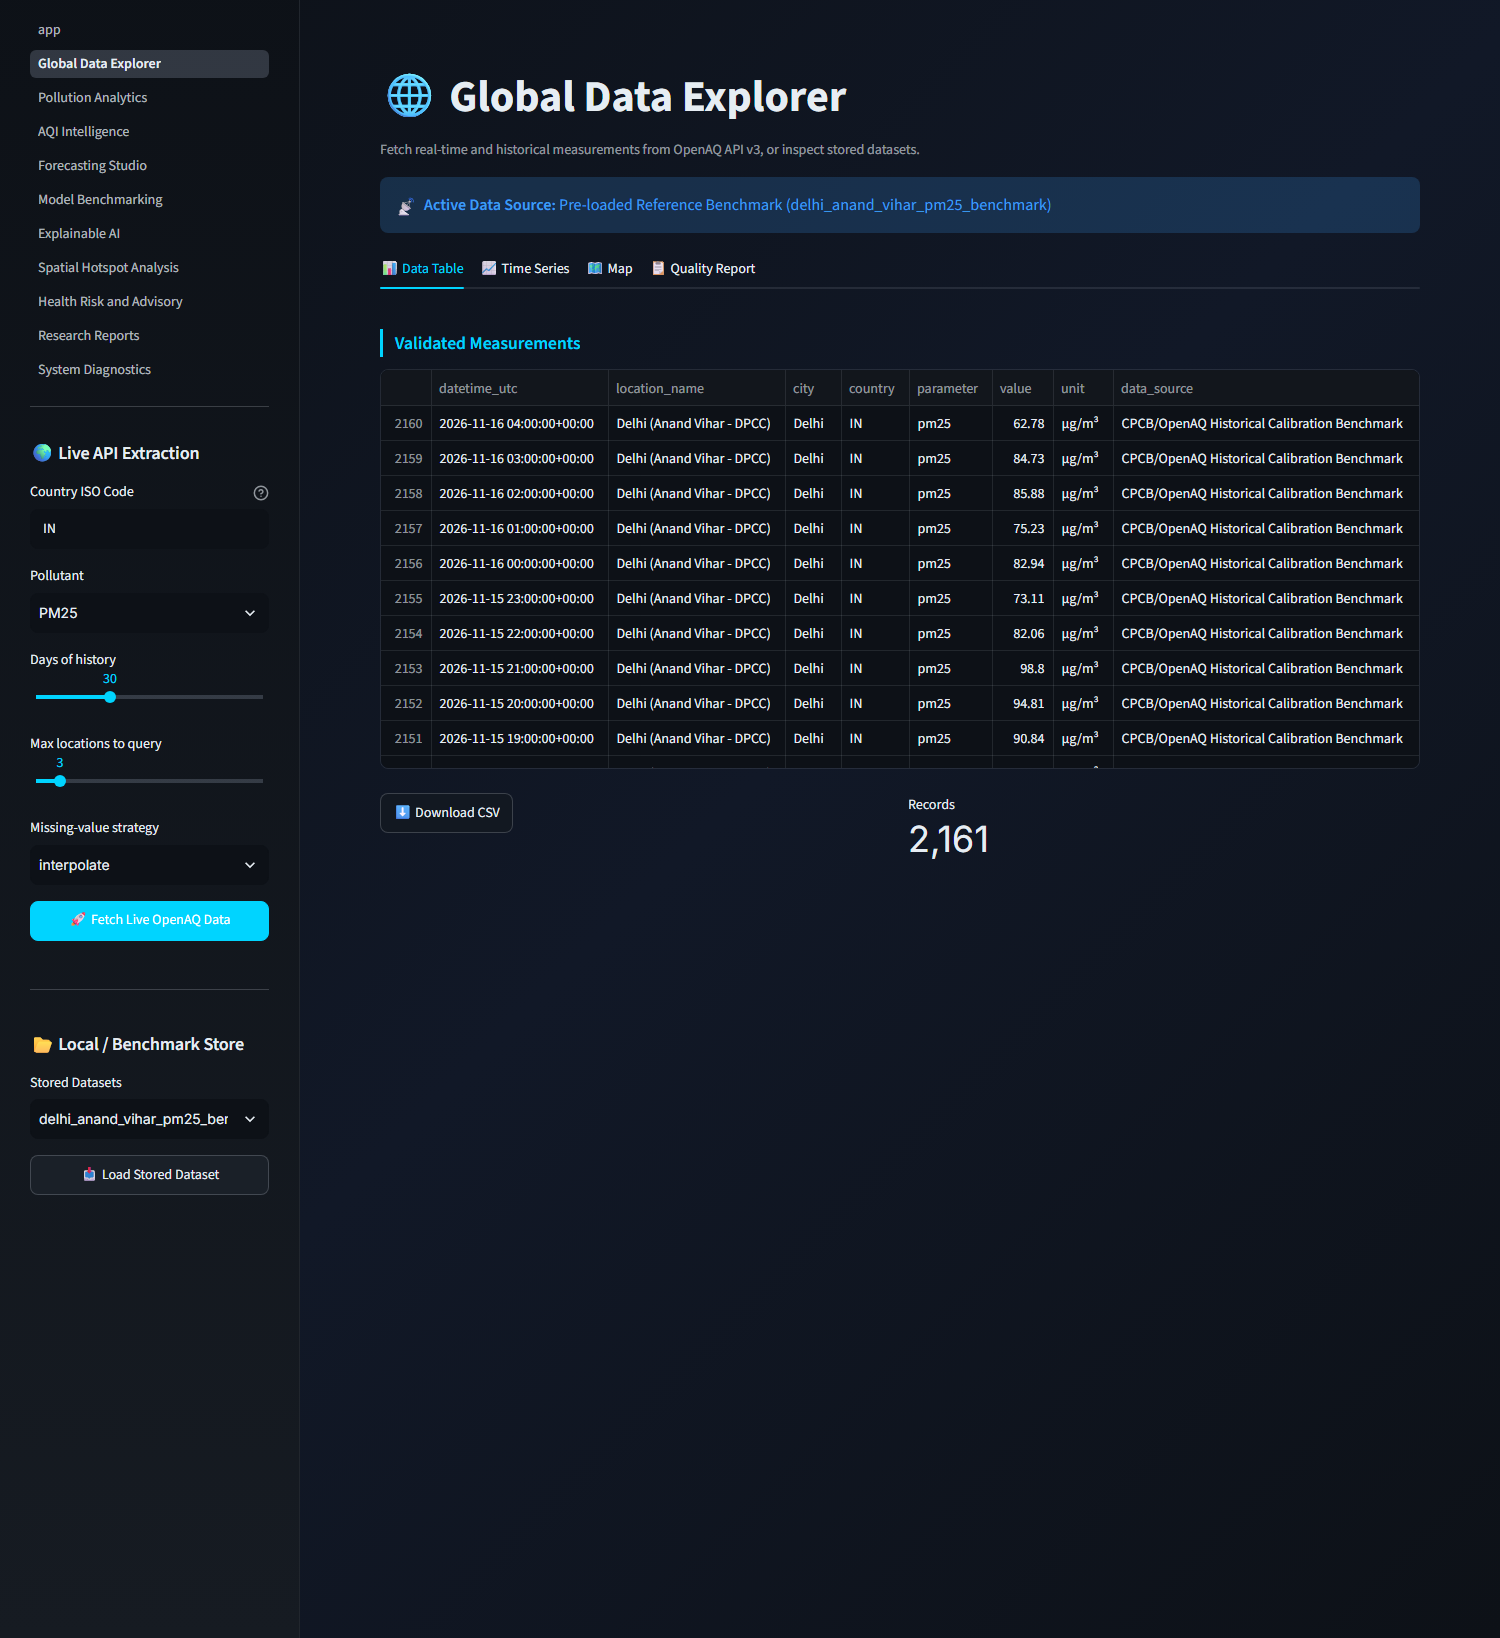 app
Global Data Explorer
Pollution Analytics
AQI Intelligence
Forecasting Studio
Model Benchmarking
Explainable AI
Spatial Hotspot Analysis
Health Risk and Advisory
Research Reports
System Diagnostics
Live API Extraction
Country ISO Code
IN
Pollutant
PM25
Days of history
30
Max locations to query
3
Missing-value strategy
interpolate
Fetch Live OpenAQ Data
Local / Benchmark Store
Stored Datasets
delhi_anand_vihar_pm25_ber
Load Stored Dataset
Global Data Explorer
Fetch real-time and historical measurements from OpenAQ API v3, or inspect stored datasets.
Active Data Source: Pre-loaded Reference Benchmark (delhi_anand_vihar_pm25_benchmark)
Data Table Time Series Map Quality Report
Validated Measurements
datetime_utc location_name city country parameter value unit data_source
2160 2026-11-16 04:00:00+00:00 Delhi (Anand Vihar - DPCC) Delhi IN pm25 62.78 µg/m³ CPCB/OpenAQ Historical Calibration Benchmark
2159 2026-11-16 03:00:00+00:00 Delhi (Anand Vihar - DPCC) Delhi IN pm25 84.73 µg/m³ CPCB/OpenAQ Historical Calibration Benchmark
2158 2026-11-16 02:00:00+00:00 Delhi (Anand Vihar - DPCC) Delhi IN pm25 85.88 µg/m³ CPCB/OpenAQ Historical Calibration Benchmark
2157 2026-11-16 01:00:00+00:00 Delhi (Anand Vihar - DPCC) Delhi IN pm25 75.23 µg/m³ CPCB/OpenAQ Historical Calibration Benchmark
2156 2026-11-16 00:00:00+00:00 Delhi (Anand Vihar - DPCC) Delhi IN pm25 82.94 µg/m³ CPCB/OpenAQ Historical Calibration Benchmark
2155 2026-11-15 23:00:00+00:00 Delhi (Anand Vihar - DPCC) Delhi IN pm25 73.11 µg/m³ CPCB/OpenAQ Historical Calibration Benchmark
2154 2026-11-15 22:00:00+00:00 Delhi (Anand Vihar - DPCC) Delhi IN pm25 82.06 µg/m³ CPCB/OpenAQ Historical Calibration Benchmark
2153 2026-11-15 21:00:00+00:00 Delhi (Anand Vihar - DPCC) Delhi IN pm25 98.8 µg/m³ CPCB/OpenAQ Historical Calibration Benchmark
2152 2026-11-15 20:00:00+00:00 Delhi (Anand Vihar - DPCC) Delhi IN pm25 94.81 µg/m³ CPCB/OpenAQ Historical Calibration Benchmark
2151 2026-11-15 19:00:00+00:00 Delhi (Anand Vihar - DPCC) Delhi IN pm25 90.84 µg/m³ CPCB/OpenAQ Historical Calibration Benchmark
Download CSV
Records
2,161